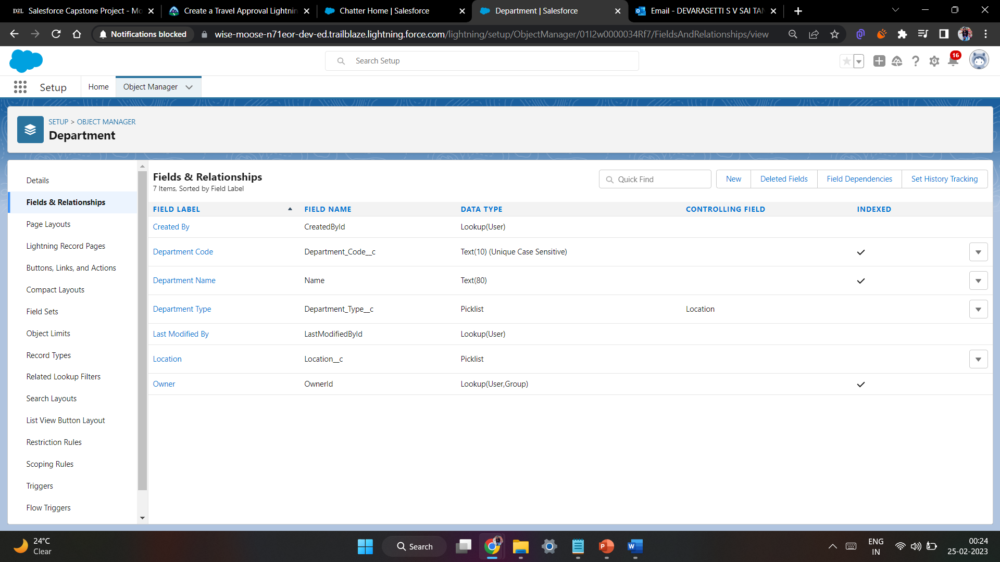 D2L Salesforce Capstone Project - Mo
Create a Travel Approval Lightnin
Chatter Home | Salesforce
Department | Salesforce
Email - DEVARASETTI S V SAI TAN
Notifications blocked
wise-moose-n71eor-dev-ed.trailblaze.lightning.force.com/lightning/setup/ObjectManager/01I2w0000034Rf7/FieldsAndRelationships/view
Search Setup
16
Setup
Home
Object Manager
SETUP > OBJECT MANAGER
Department
Details
Fields & Relationships
Page Layouts
Lightning Record Pages
Buttons, Links, and Actions
Compact Layouts
Field Sets
Object Limits
Record Types
Related Lookup Filters
Search Layouts
List View Button Layout
Restriction Rules
Scoping Rules
Triggers
Flow Triggers
Fields & Relationships
7 Items, Sorted by Field Label
Quick Find
New
Deleted Fields
Field Dependencies
Set History Tracking
FIELD LABEL FIELD NAME DATA TYPE CONTROLLING FIELD INDEXED
Created By CreatedById Lookup(User)
Department Code Department_Code__c Text(10) (Unique Case Sensitive)
Department Name Name Text(80)
Department Type Department_Type__c Picklist Location
Last Modified By LastModifiedById Lookup(User)
Location Location__c Picklist
Owner OwnerId Lookup(User,Group)
24°C
Clear
Search
ENG
IN
00:24
25-02-2023